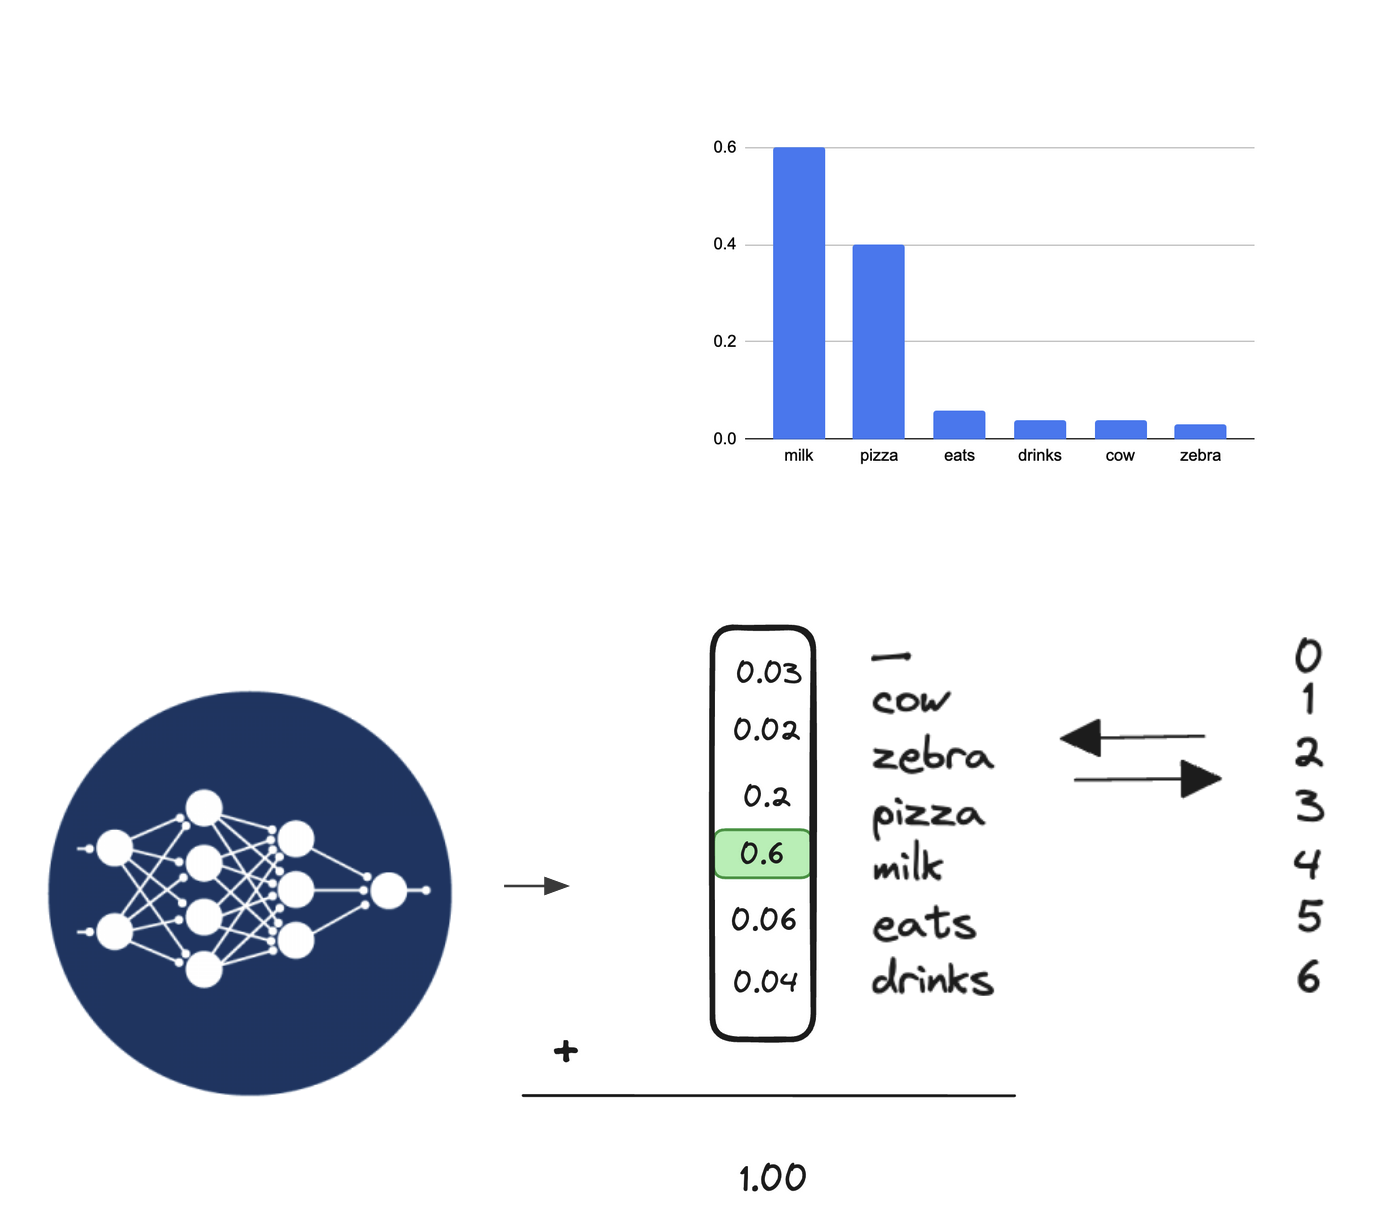 0.6
0.4
0.2
0.0
milk pizza eats drinks cow zebra
— 0
0.03
cow 1
0.02
zebra 2
0.2
pizza 3
0.6
milk 4
0.06
eats 5
0.04
drinks 6
+
1.00